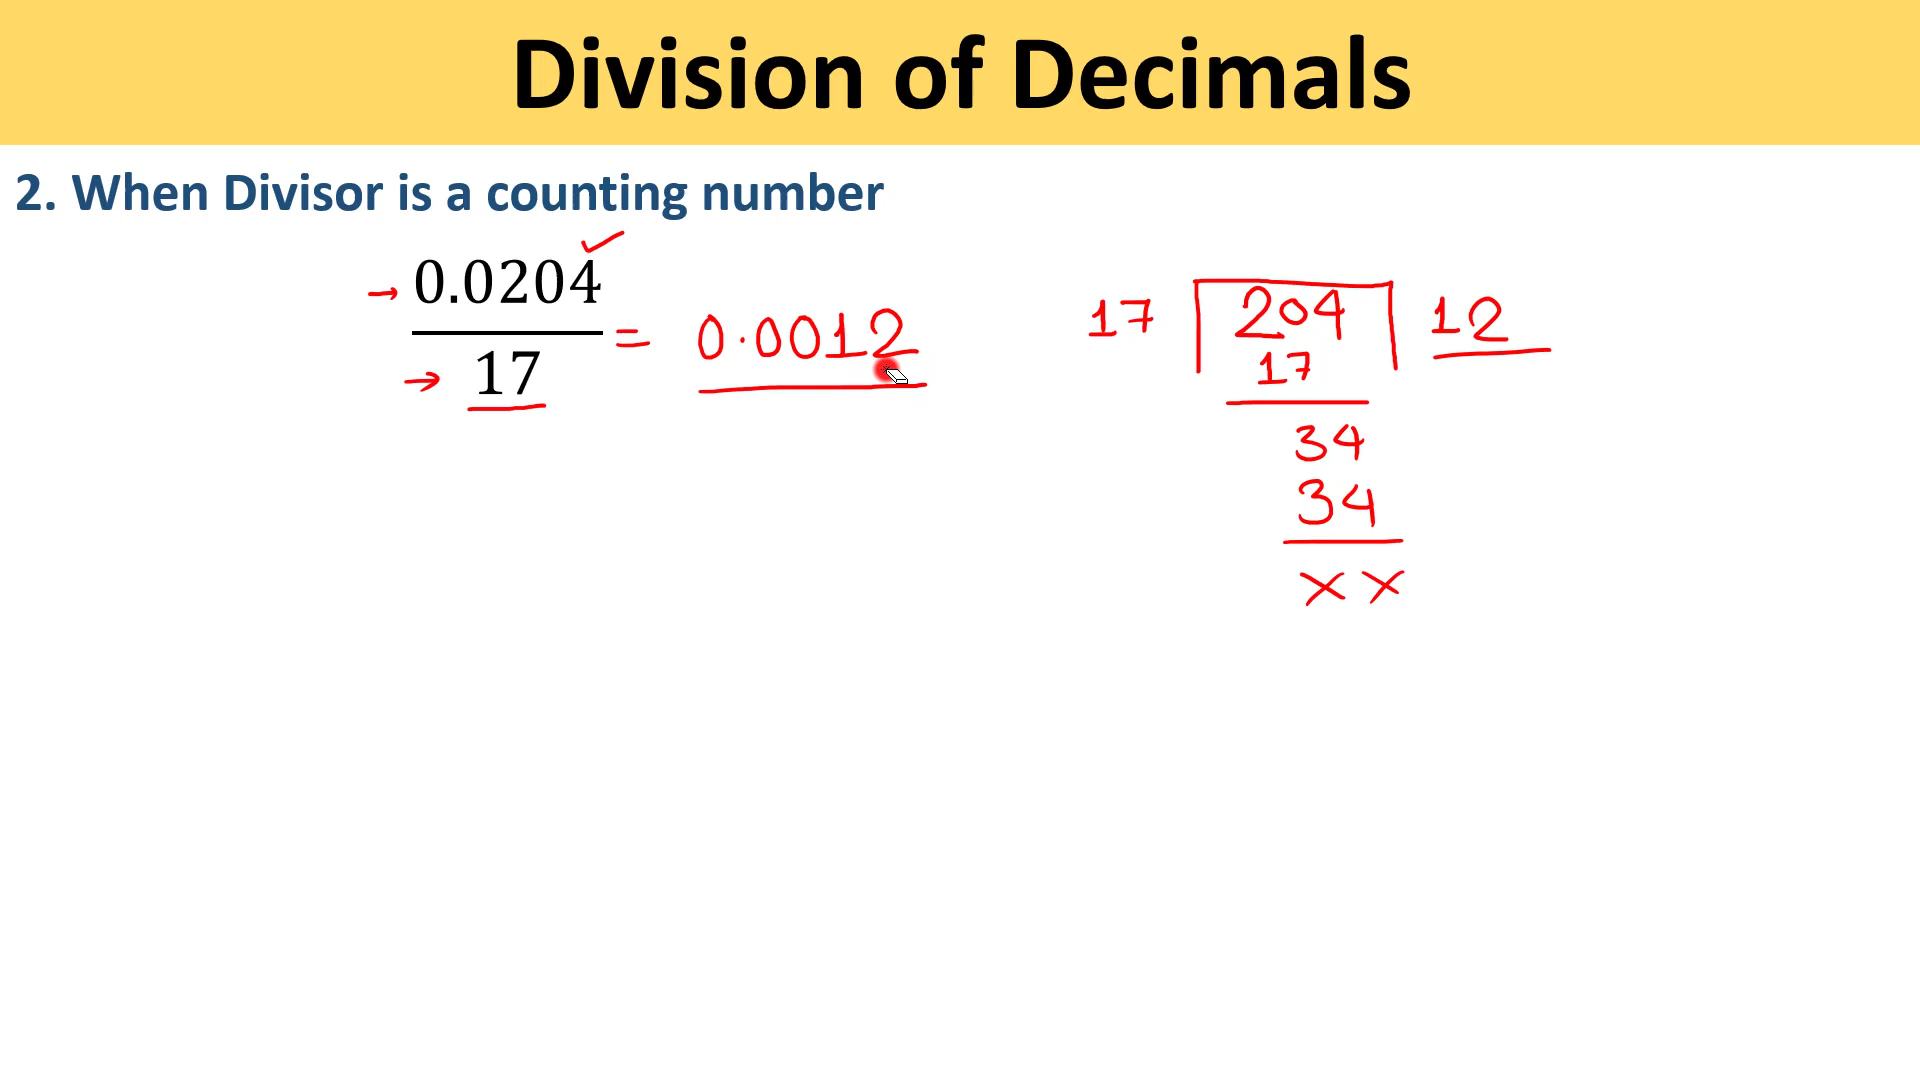 Division of Decimals
2. When Divisor is a counting number
0.0204
17
= 0.0012
17 204 12
17
34
34
x x